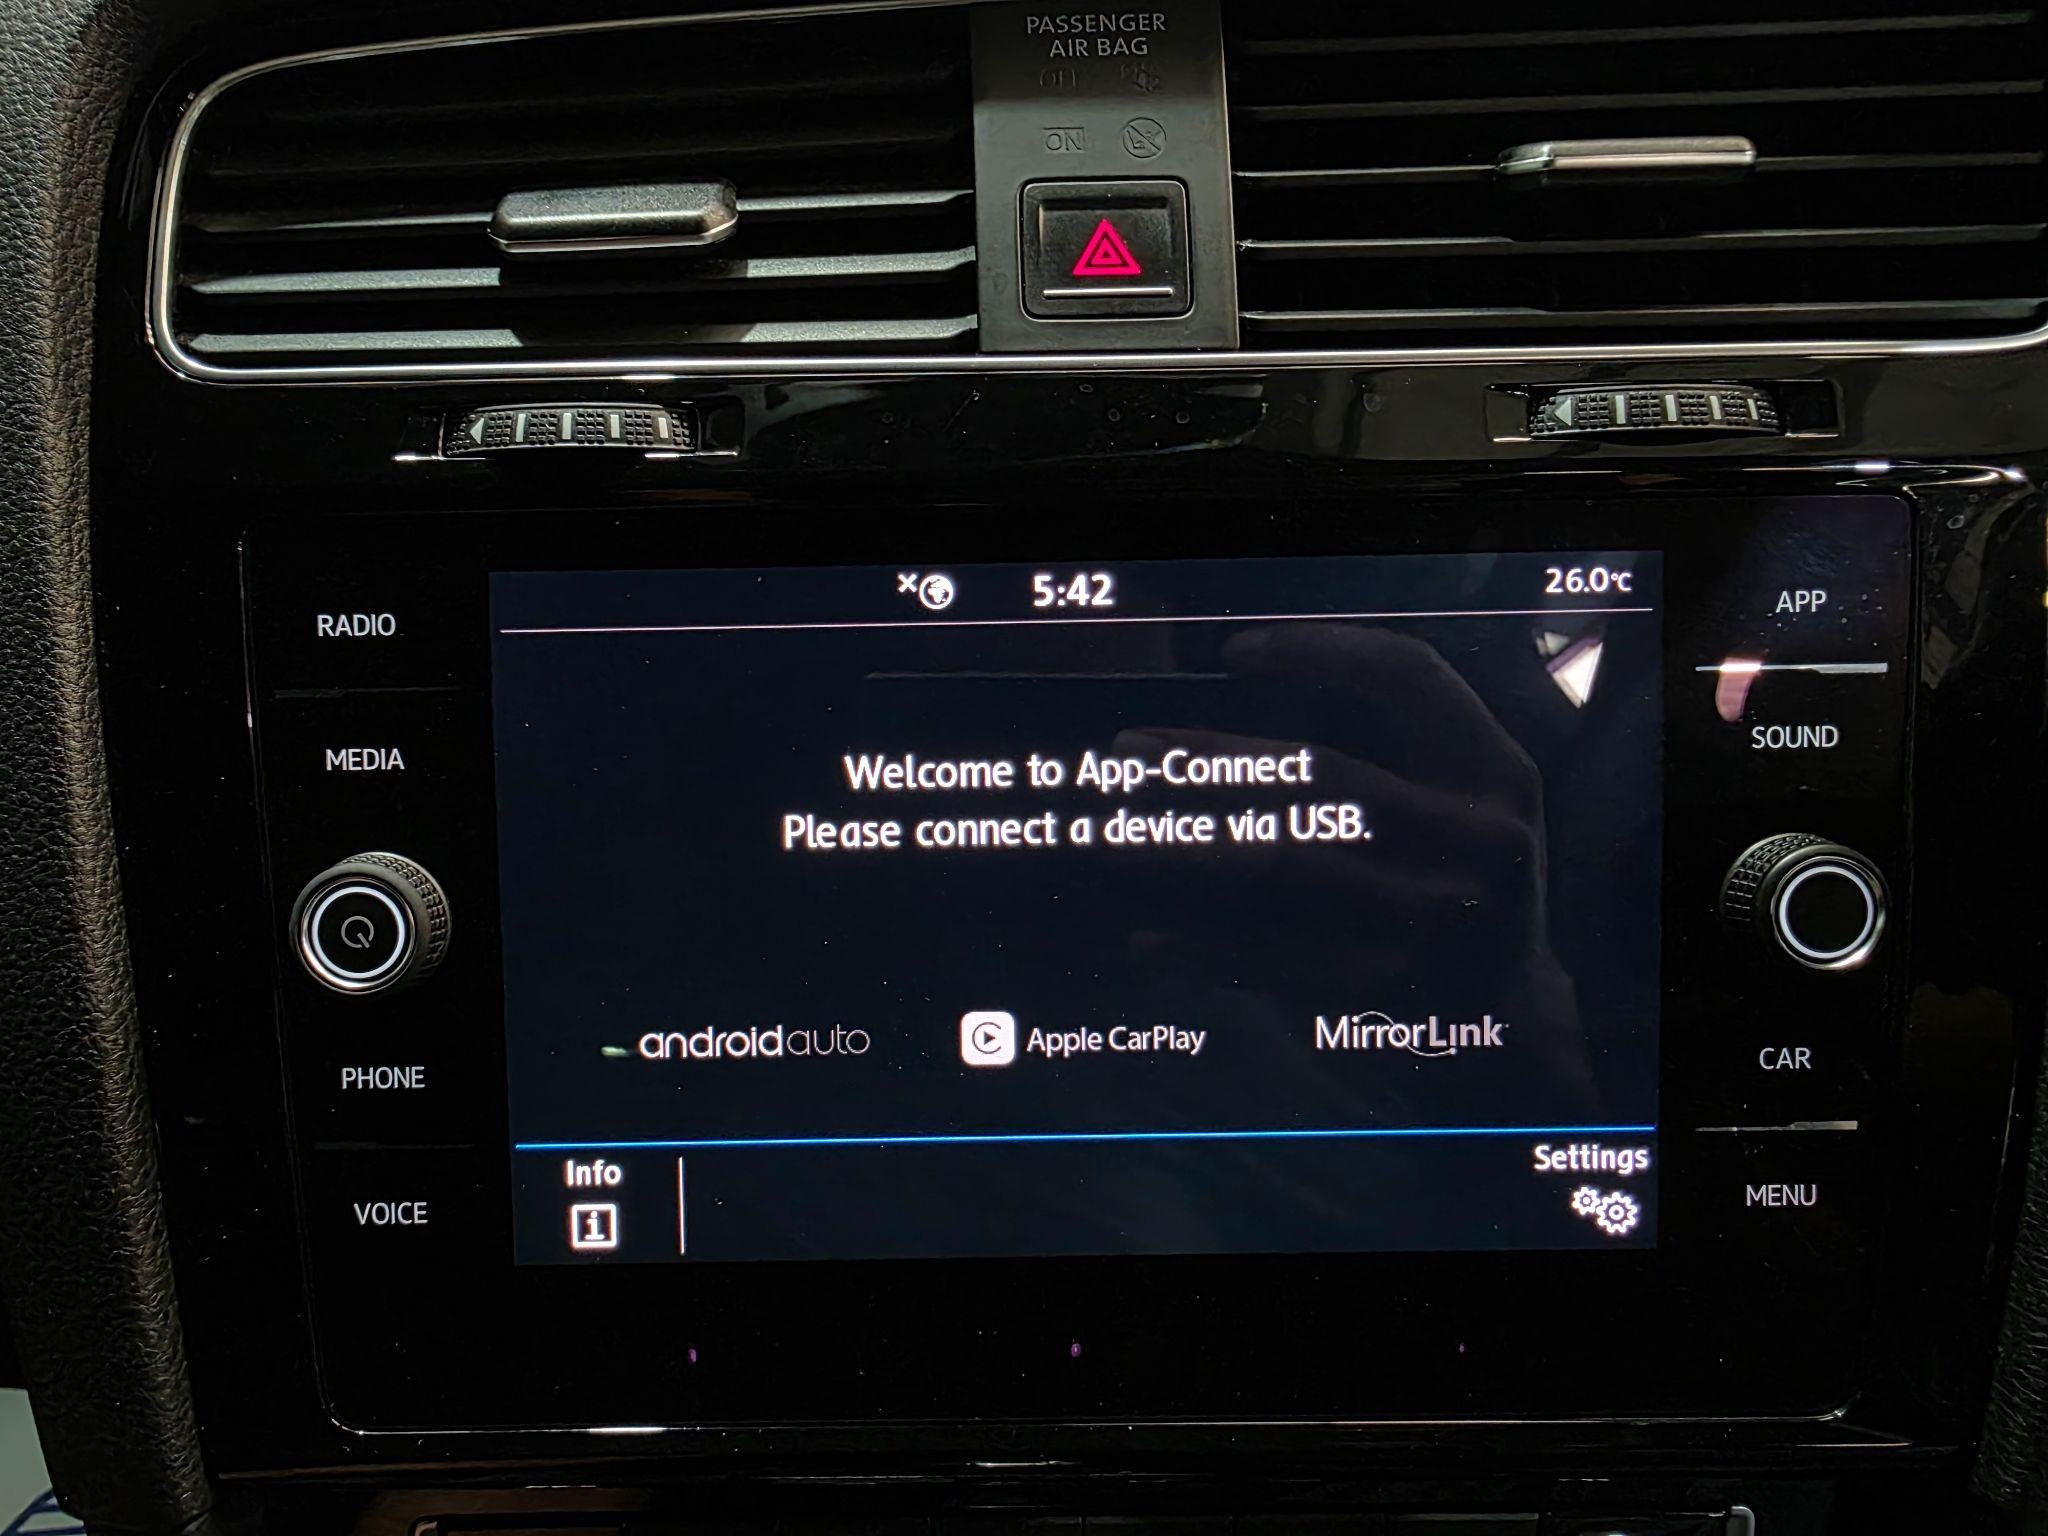 PASSENGER
AIR BAG
OFF
ON
5:42
26.0°C
RADIO
APP
MEDIA
SOUND
Welcome to App-Connect
Please connect a device via USB.
androidauto
Apple CarPlay
MirrorLink
PHONE
CAR
Info
Settings
VOICE
MENU